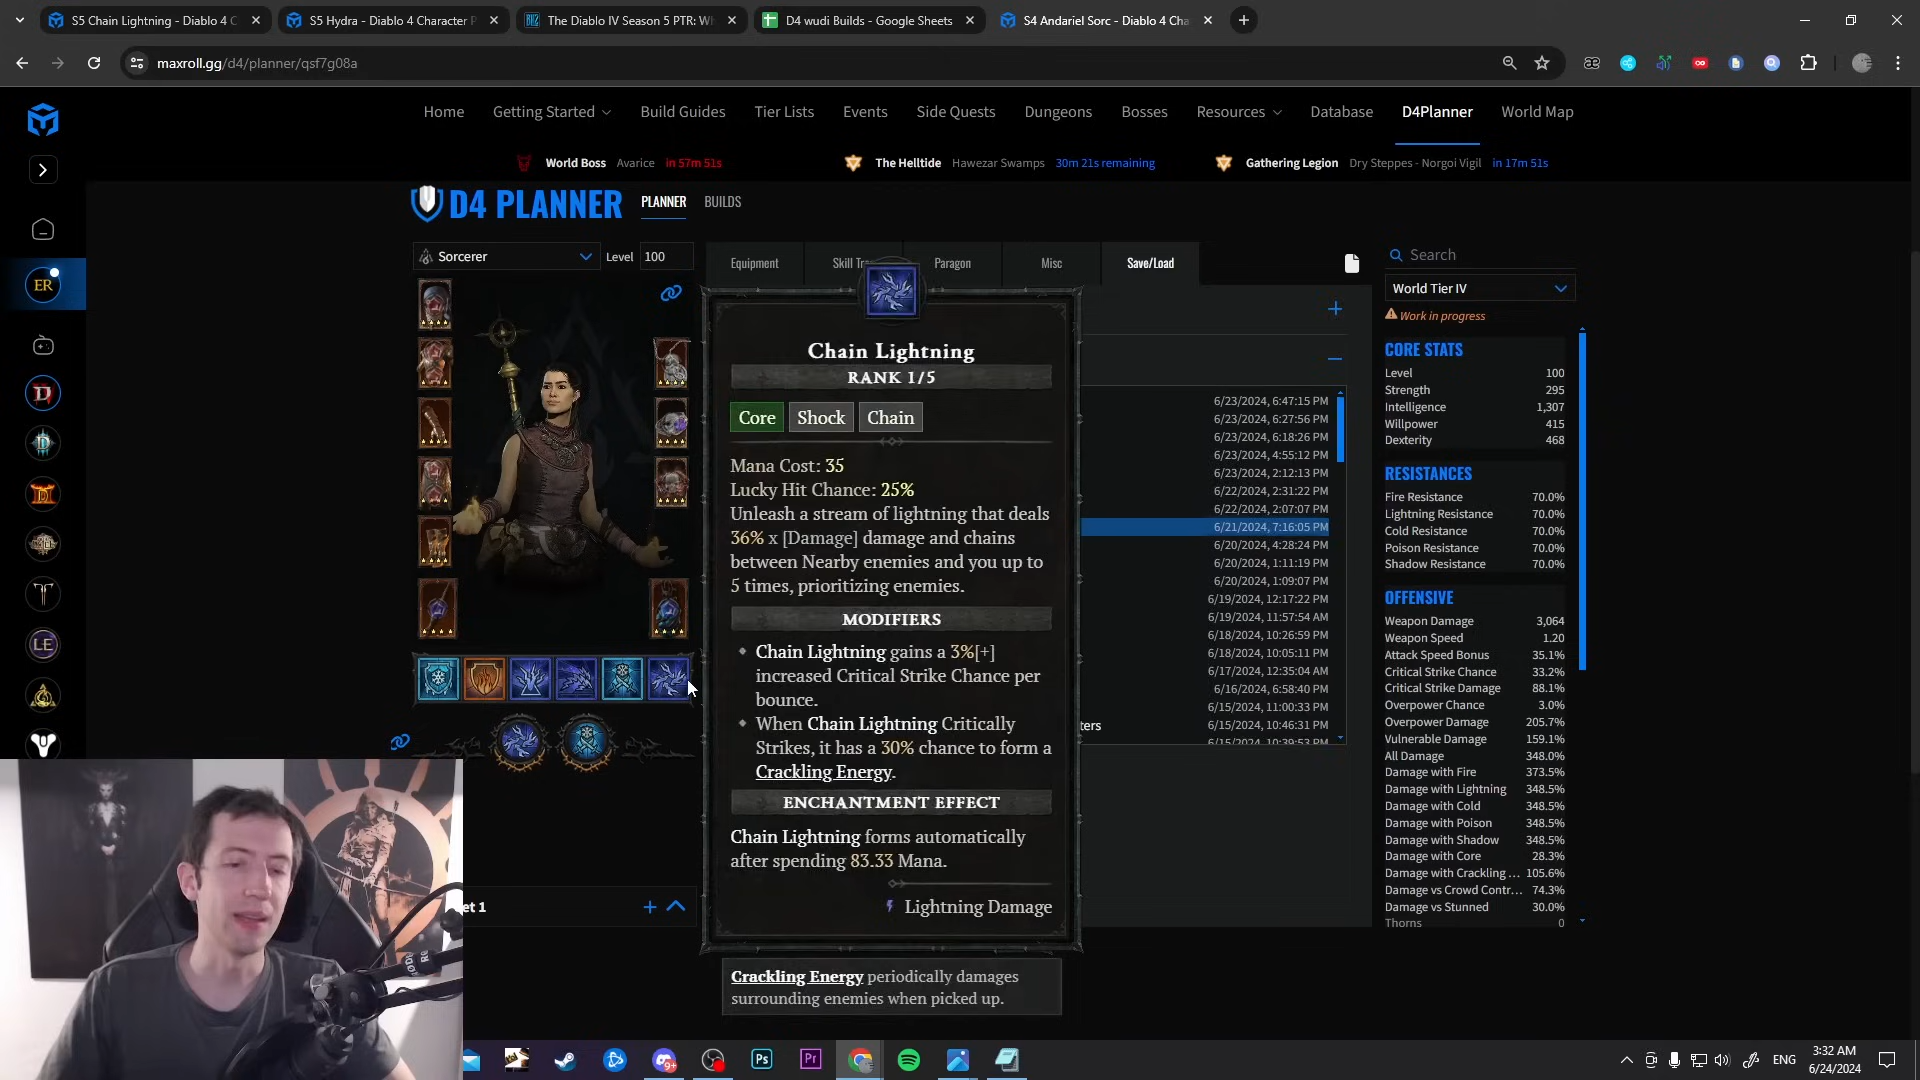 S5 Chain Lightning - Diablo 4 C
S5 Hydra - Diablo 4 Character P
The Diablo IV Season 5 PTR: Wh
D4 wudi Builds - Google Sheets
S4 Andariel Sorc - Diablo 4 Cha
maxroll.gg/d4/planner/qsf7g08a
Home
Getting Started
Build Guides
Tier Lists
Events
Side Quests
Dungeons
Bosses
Resources
Database
D4Planner
World Map
World Boss Avarice in 57m 51s
The Helltide Hawezar Swamps 30m 21s remaining
Gathering Legion Dry Steppes - Norgoi Vigil in 17m 51s
D4 PLANNER
PLANNER
BUILDS
ER
LE
Sorcerer
Level 100
Equipment
Skill Tr
Paragon
Misc
Save/Load
Chain Lightning
RANK 1/5
Core Shock Chain
Mana Cost: 35
Lucky Hit Chance: 25%
Unleash a stream of lightning that deals
36% x [Damage] damage and chains
between Nearby enemies and you up to
5 times, prioritizing enemies.
MODIFIERS
Chain Lightning gains a 3%[+]
increased Critical Strike Chance per
bounce.
When Chain Lightning Critically
Strikes, it has a 30% chance to form a
Crackling Energy.
ENCHANTMENT EFFECT
Chain Lightning forms automatically
after spending 83.33 Mana.
Lightning Damage
Crackling Energy periodically damages
surrounding enemies when picked up.
6/23/2024, 6:47:15 PM
6/23/2024, 6:27:56 PM
6/23/2024, 6:18:26 PM
6/23/2024, 4:55:12 PM
6/23/2024, 2:12:13 PM
6/22/2024, 2:31:22 PM
6/22/2024, 2:07:07 PM
6/21/2024, 7:16:05 PM
6/20/2024, 4:28:24 PM
6/20/2024, 1:11:19 PM
6/20/2024, 1:09:07 PM
6/19/2024, 12:17:22 PM
6/19/2024, 11:57:54 AM
6/18/2024, 10:26:59 PM
6/18/2024, 10:05:11 PM
6/17/2024, 12:35:04 AM
6/16/2024, 6:58:40 PM
6/15/2024, 11:00:33 PM
ters 6/15/2024, 10:46:31 PM
6/15/2024, 10:39:53 PM
Search
World Tier IV
Work in progress
CORE STATS
Level 100
Strength 295
Intelligence 1,307
Willpower 415
Dexterity 468
RESISTANCES
Fire Resistance 70.0%
Lightning Resistance 70.0%
Cold Resistance 70.0%
Poison Resistance 70.0%
Shadow Resistance 70.0%
OFFENSIVE
Weapon Damage 3,064
Weapon Speed 1.20
Attack Speed Bonus 35.1%
Critical Strike Chance 33.2%
Critical Strike Damage 88.1%
Overpower Chance 3.0%
Overpower Damage 205.7%
Vulnerable Damage 159.1%
All Damage 348.0%
Damage with Fire 373.5%
Damage with Lightning 348.5%
Damage with Cold 348.5%
Damage with Poison 348.5%
Damage with Shadow 348.5%
Damage with Core 28.3%
Damage with Crackling ... 105.6%
Damage vs Crowd Contr... 74.3%
Damage vs Stunned 30.0%
Thorns 0
et 1
Ps
Pr
ENG
3:32 AM
6/24/2024